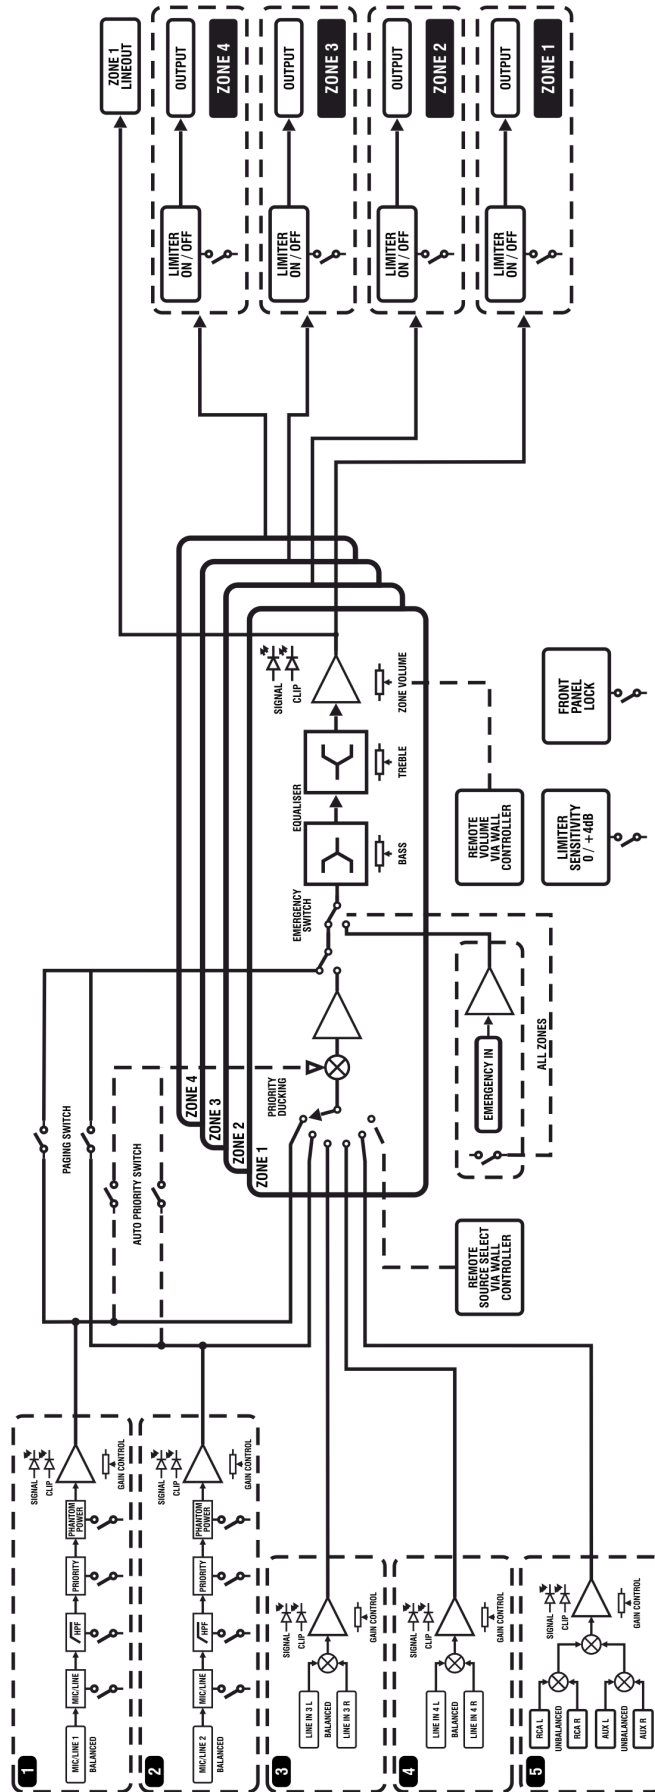 1
MIC/LINE 1
BALANCED
MIC/LINE
HPF
PRIORITY
PHANTOM
POWER
SIGNAL
CLIP
GAIN CONTROL
2
MIC/LINE 2
BALANCED
MIC/LINE
HPF
PRIORITY
PHANTOM
POWER
SIGNAL
CLIP
GAIN CONTROL
3
LINE IN 3 L
BALANCED
LINE IN 3 R
SIGNAL
CLIP
GAIN CONTROL
4
LINE IN 4 L
BALANCED
LINE IN 4 R
SIGNAL
CLIP
GAIN CONTROL
5
RCA L
UNBALANCED
RCA R
AUX L
UNBALANCED
AUX R
SIGNAL
CLIP
GAIN CONTROL
PAGING SWITCH
AUTO PRIORITY SWITCH
REMOTE
SOURCE SELECT
VIA WALL
CONTROLLER
ZONE 4
ZONE 3
ZONE 2
ZONE 1
PRIORITY
DUCKING
EMERGENCY
SWITCH
EQUALISER
BASS
TREBLE
SIGNAL
CLIP
ZONE VOLUME
EMERGENCY IN
ALL ZONES
REMOTE
VOLUME
VIA WALL
CONTROLLER
LIMITER
SENSITIVITY
0 / +4dB
FRONT
PANEL
LOCK
ZONE 1
LINEOUT
LIMITER
ON / OFF
OUTPUT
ZONE 4
LIMITER
ON / OFF
OUTPUT
ZONE 3
LIMITER
ON / OFF
OUTPUT
ZONE 2
LIMITER
ON / OFF
OUTPUT
ZONE 1